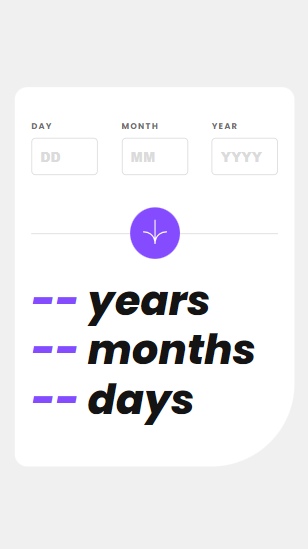 DAY MONTH YEAR
DD MM YYYY
-- years
-- months
-- days